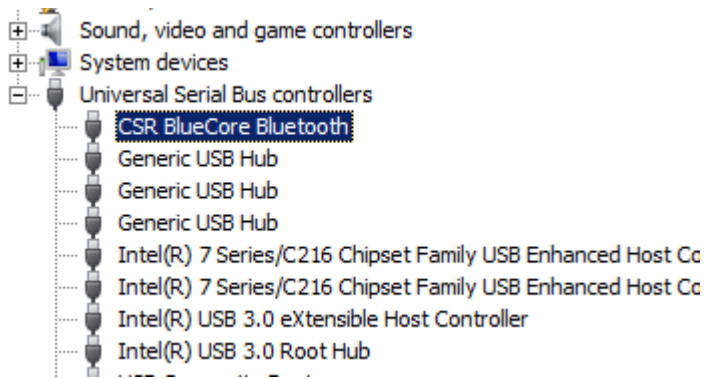 Sound, video and game controllers
System devices
Universal Serial Bus controllers
CSR BlueCore Bluetooth
Generic USB Hub
Generic USB Hub
Generic USB Hub
Intel(R) 7 Series/C216 Chipset Family USB Enhanced Host Co
Intel(R) 7 Series/C216 Chipset Family USB Enhanced Host Co
Intel(R) USB 3.0 eXtensible Host Controller
Intel(R) USB 3.0 Root Hub